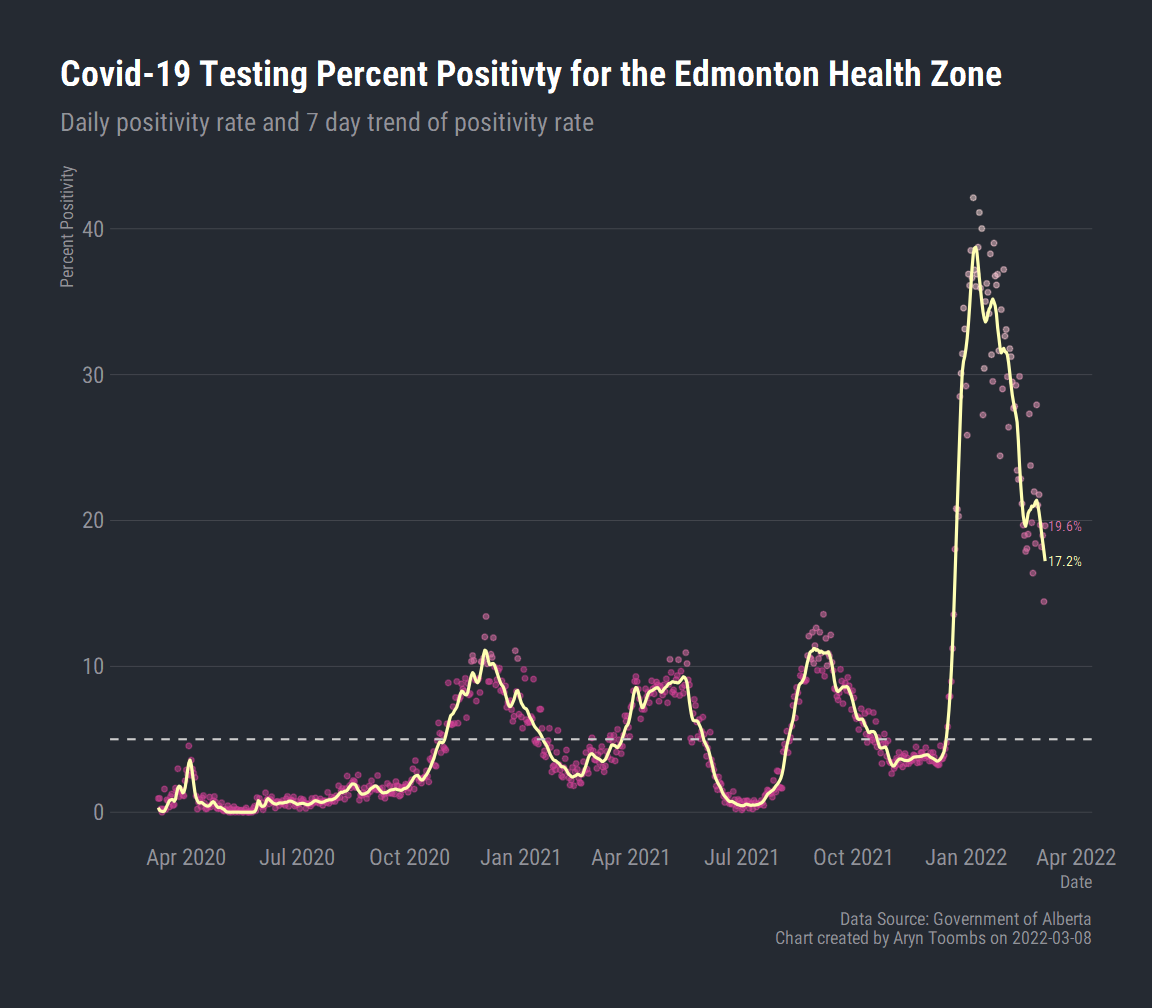 Covid-19 Testing Percent Positivty for the Edmonton Health Zone
Daily positivity rate and 7 day trend of positivity rate
Percent Positivity
40
30
20
10
0
19.6%
17.2%
Apr 2020 Jul 2020 Oct 2020 Jan 2021 Apr 2021 Jul 2021 Oct 2021 Jan 2022 Apr 2022
Date
Data Source: Government of Alberta
Chart created by Aryn Toombs on 2022-03-08